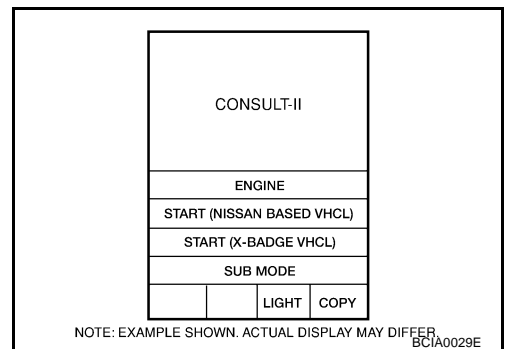 CONSULT-II
ENGINE
START (NISSAN BASED VHCL)
START (X-BADGE VHCL)
SUB MODE
LIGHT COPY
NOTE: EXAMPLE SHOWN. ACTUAL DISPLAY MAY DIFFER.
BCIA0029E